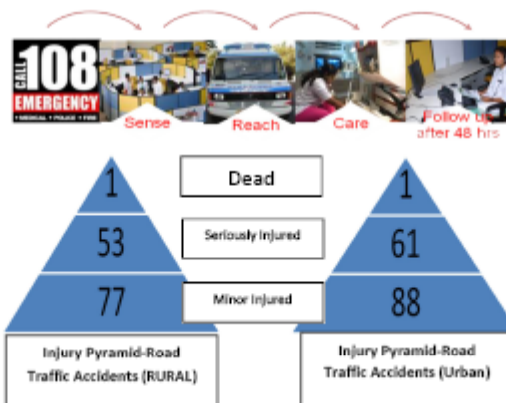 CALL
108
EMERGENCY
• MEDICAL • POLICE • FIRE
Sense
Reach
Care
Follow up
after 48 hrs
1
Dead
1
53
Seriously Injured
61
77
Minor Injured
88
Injury Pyramid-Road
Traffic Accidents (RURAL)
Injury Pyramid-Road
Traffic Accidents (Urban)